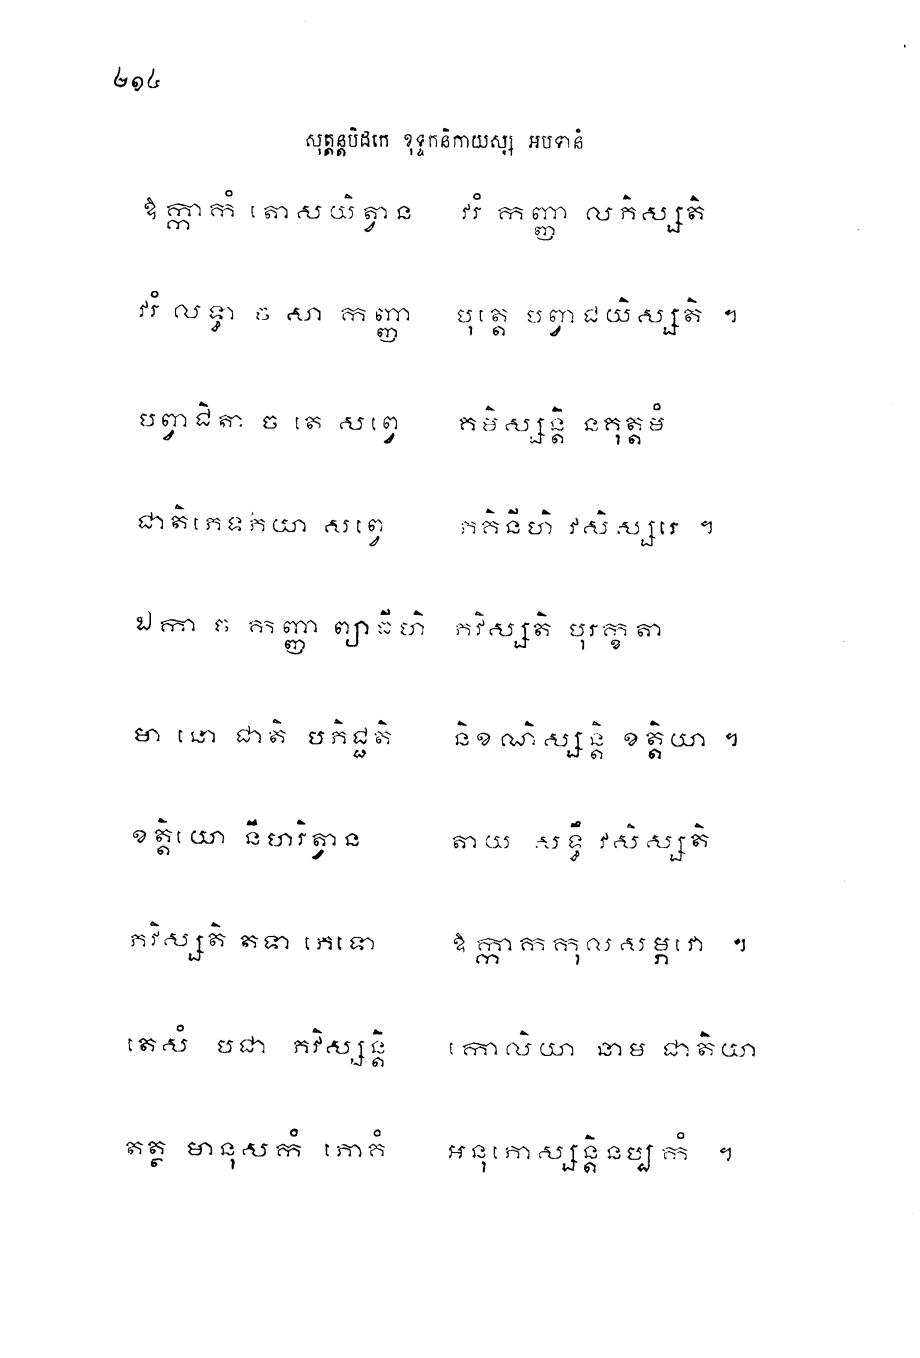 ២១៤
សុត្តន្តបិដកេ ខុទ្ទកនិកាយស្ស អបទានំ
ឱក្កាកំ តោសយិត្វាន វរំ កញ្ញា លភិស្សតិ
វរំ លទ្ធា ច សា កញ្ញា បុត្តេ បព្វាជយិស្សតិ ។
បព្វាជិតា ច តេ សព្វេ គមិស្សន្តិ នគុត្តមំ
ជាតិភេទភយា សព្វេ ភគិនីហិ វសិស្សរេ ។
ឯកា ច កញ្ញា ព្យាធីហិ ភវិស្សតិ បុរក្ខតា
មា នោ ជាតិ បភិជ្ជតិ និខណិស្សន្តិ ខត្តិយា ។
ខត្តិយោ នីហរិត្វាន តាយ សទ្ធឹ វសិស្សតិ
ភវិស្សតិ តទា ភេទោ ឱក្កាកកុលសម្ភវោ ។
តេសំ បជា ភវិស្សន្តិ កោលិយា នាម ជាតិយា
តត្ថ មានុសកំ ភោគំ អនុភោស្សន្តិនប្បកំ ។